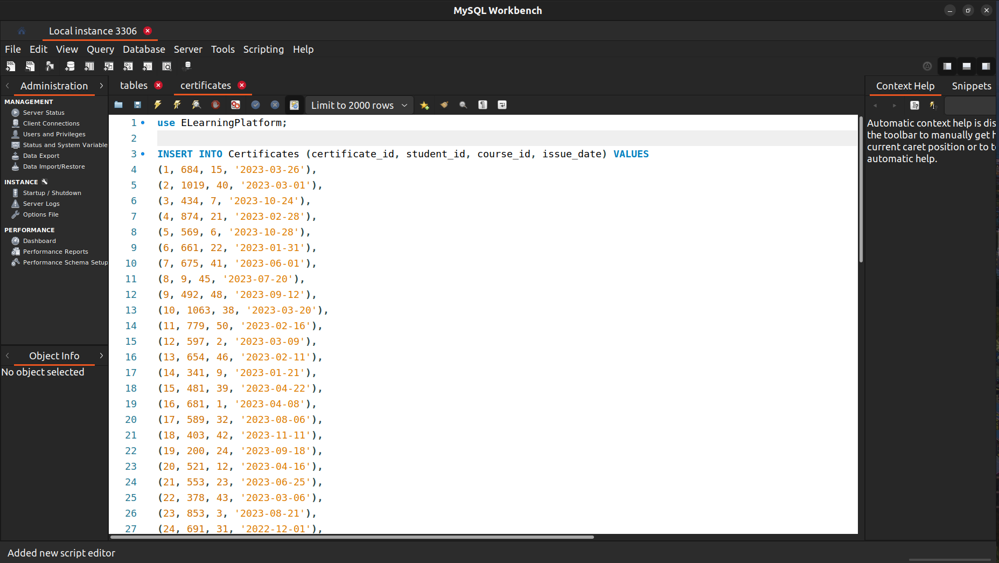 MySQL Workbench
Local instance 3306
File Edit View Query Database Server Tools Scripting Help
Administration
MANAGEMENT
Server Status
Client Connections
Users and Privileges
Status and System Variable
Data Export
Data Import/Restore
INSTANCE
Startup / Shutdown
Server Logs
Options File
PERFORMANCE
Dashboard
Performance Reports
Performance Schema Setup
Object Info
No object selected
tables certificates
Limit to 2000 rows
1 use ELearningPlatform;
2
3 INSERT INTO Certificates (certificate_id, student_id, course_id, issue_date) VALUES
4 (1, 684, 15, '2023-03-26'),
5 (2, 1019, 40, '2023-03-01'),
6 (3, 434, 7, '2023-10-24'),
7 (4, 874, 21, '2023-02-28'),
8 (5, 569, 6, '2023-10-28'),
9 (6, 661, 22, '2023-01-31'),
10 (7, 675, 41, '2023-06-01'),
11 (8, 9, 45, '2023-07-20'),
12 (9, 492, 48, '2023-09-12'),
13 (10, 1063, 38, '2023-03-20'),
14 (11, 779, 50, '2023-02-16'),
15 (12, 597, 2, '2023-03-09'),
16 (13, 654, 46, '2023-02-11'),
17 (14, 341, 9, '2023-01-21'),
18 (15, 481, 39, '2023-04-22'),
19 (16, 681, 1, '2023-04-08'),
20 (17, 589, 32, '2023-08-06'),
21 (18, 403, 42, '2023-11-11'),
22 (19, 200, 24, '2023-09-18'),
23 (20, 521, 12, '2023-04-16'),
24 (21, 553, 23, '2023-06-25'),
25 (22, 378, 43, '2023-03-06'),
26 (23, 853, 3, '2023-08-21'),
27 (24, 691, 31, '2022-12-01'),
Context Help Snippets
Automatic context help is dis
the toolbar to manually get h
current caret position or to t
automatic help.
Added new script editor